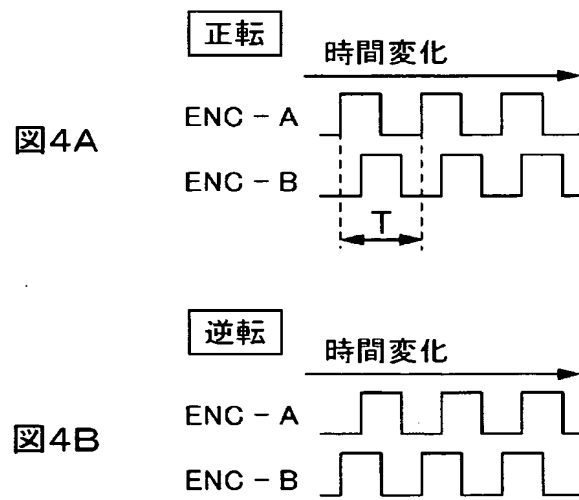 正転
時間変化
図4A
ENC - A
ENC - B
T
逆転
時間変化
図4B
ENC - A
ENC - B